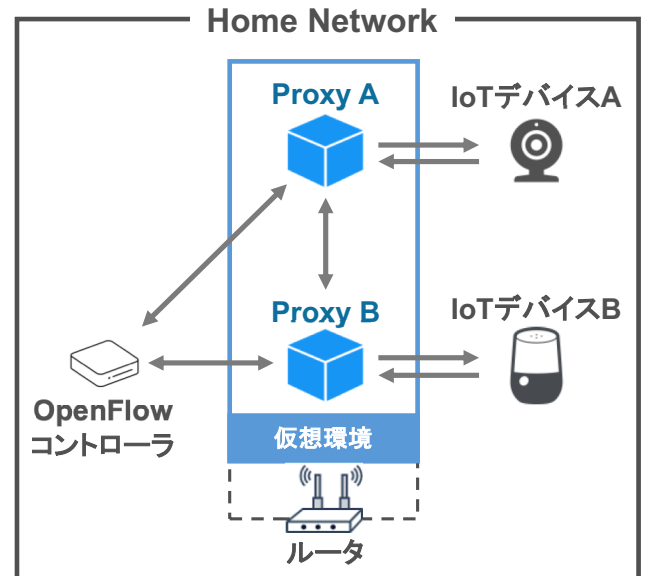 Home Network
Proxy A
IoTデバイスA
Proxy B
IoTデバイスB
OpenFlow
コントローラ
仮想環境
ルータ